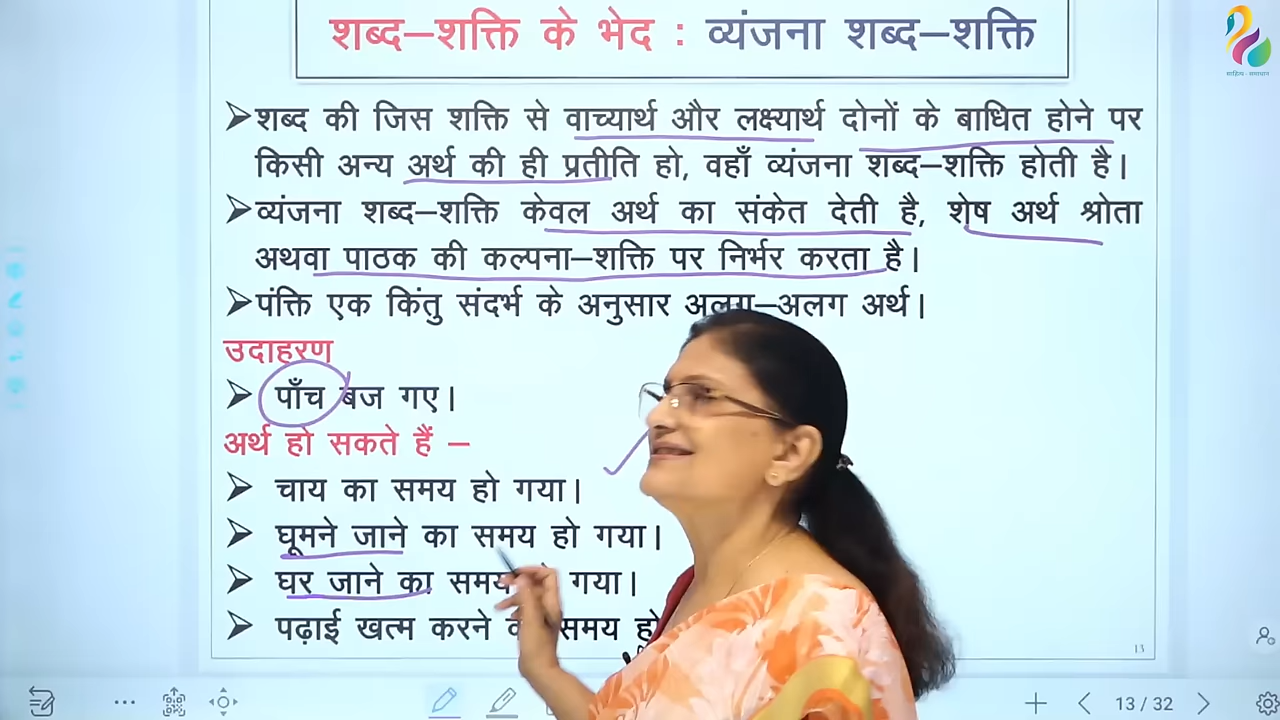 शब्द–शक्ति के भेद : व्यंजना शब्द–शक्ति
साहित्य - समाधान
➢शब्द की जिस शक्ति से वाच्यार्थ और लक्ष्यार्थ दोनों के बाधित होने पर
किसी अन्य अर्थ की ही प्रतीति हो, वहाँ व्यंजना शब्द–शक्ति होती है।
➢व्यंजना शब्द–शक्ति केवल अर्थ का संकेत देती है, शेष अर्थ श्रोता
अथवा पाठक की कल्पना–शक्ति पर निर्भर करता है।
➢पंक्ति एक किंतु संदर्भ के अनुसार अलग–अलग अर्थ।
उदाहरण
➢ पाँच बज गए।
अर्थ हो सकते हैं –
➢ चाय का समय हो गया।
➢ घूमने जाने का समय हो गया।
➢ घर जाने का समय गया।
➢ पढ़ाई खत्म करने समय हो
13
13 / 32